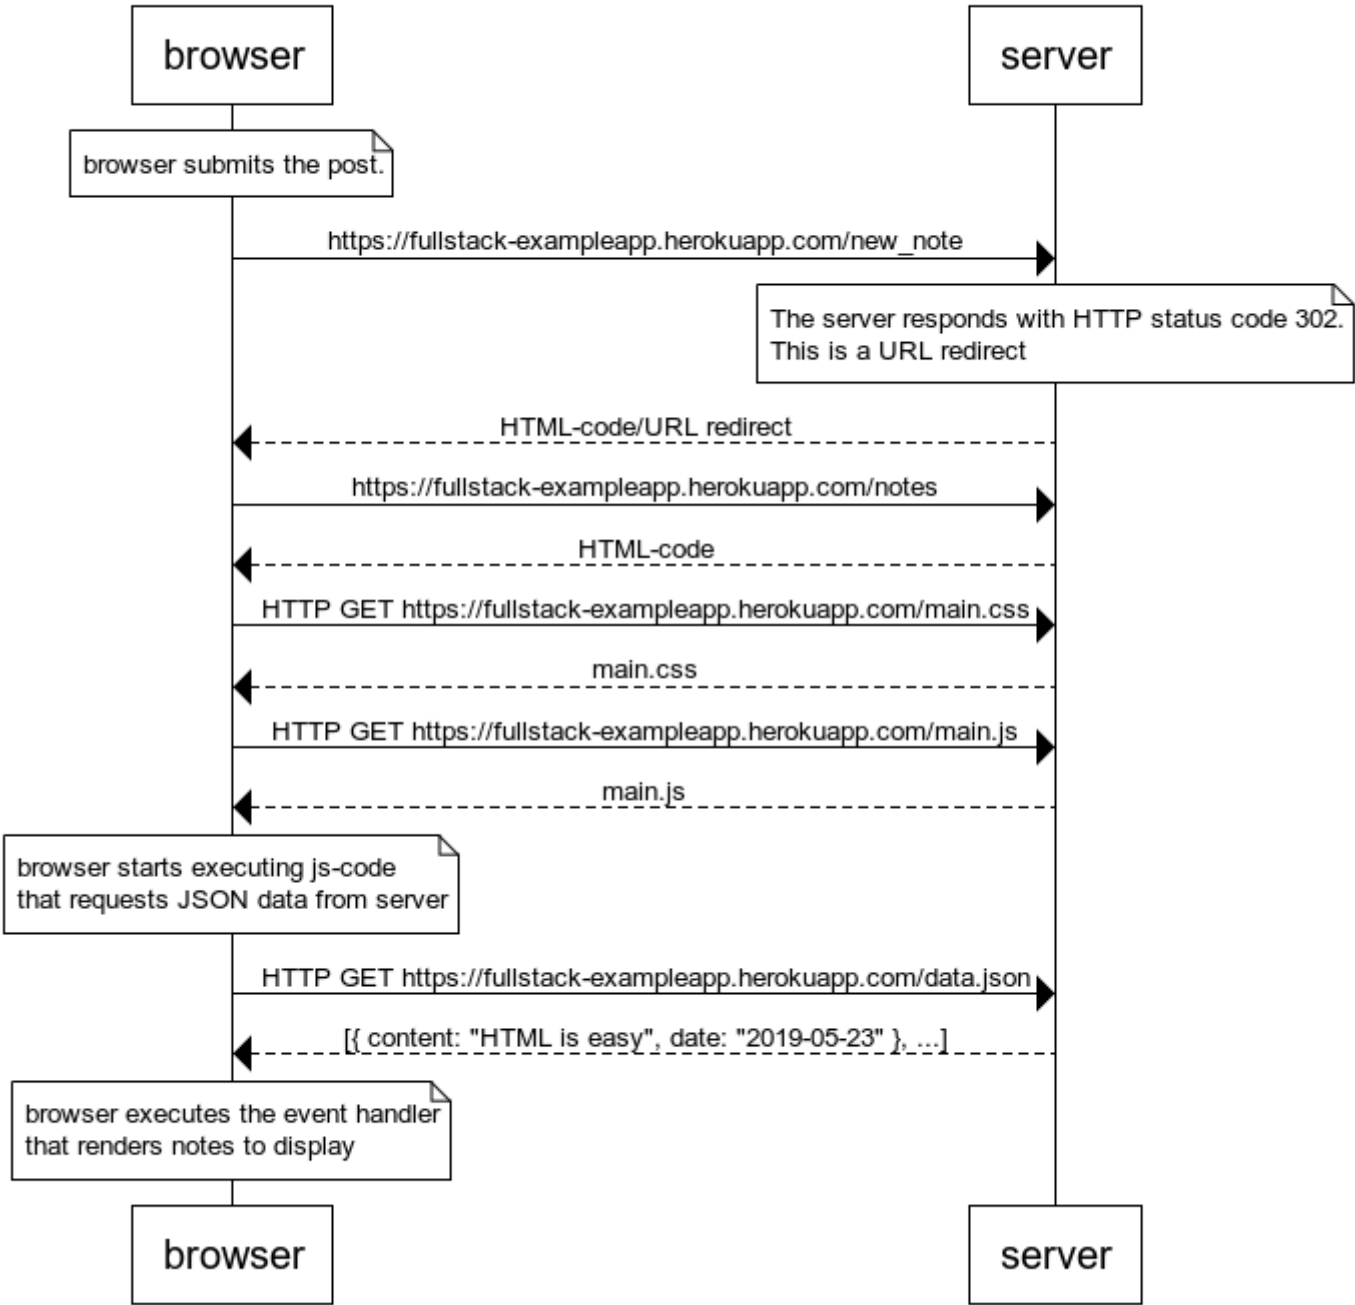 browser
server
browser submits the post.
https://fullstack-exampleapp.herokuapp.com/new_note
The server responds with HTTP status code 302.
This is a URL redirect
HTML-code/URL redirect
https://fullstack-exampleapp.herokuapp.com/notes
HTML-code
HTTP GET https://fullstack-exampleapp.herokuapp.com/main.css
main.css
HTTP GET https://fullstack-exampleapp.herokuapp.com/main.js
main.js
browser starts executing js-code
that requests JSON data from server
HTTP GET https://fullstack-exampleapp.herokuapp.com/data.json
[{ content: "HTML is easy", date: "2019-05-23" }, ...]
browser executes the event handler
that renders notes to display
browser
server